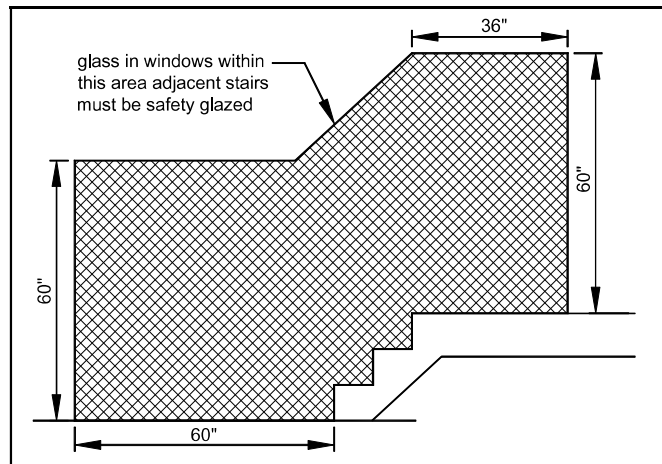 36"
glass in windows within
this area adjacent stairs
must be safety glazed
60"
60"
60"